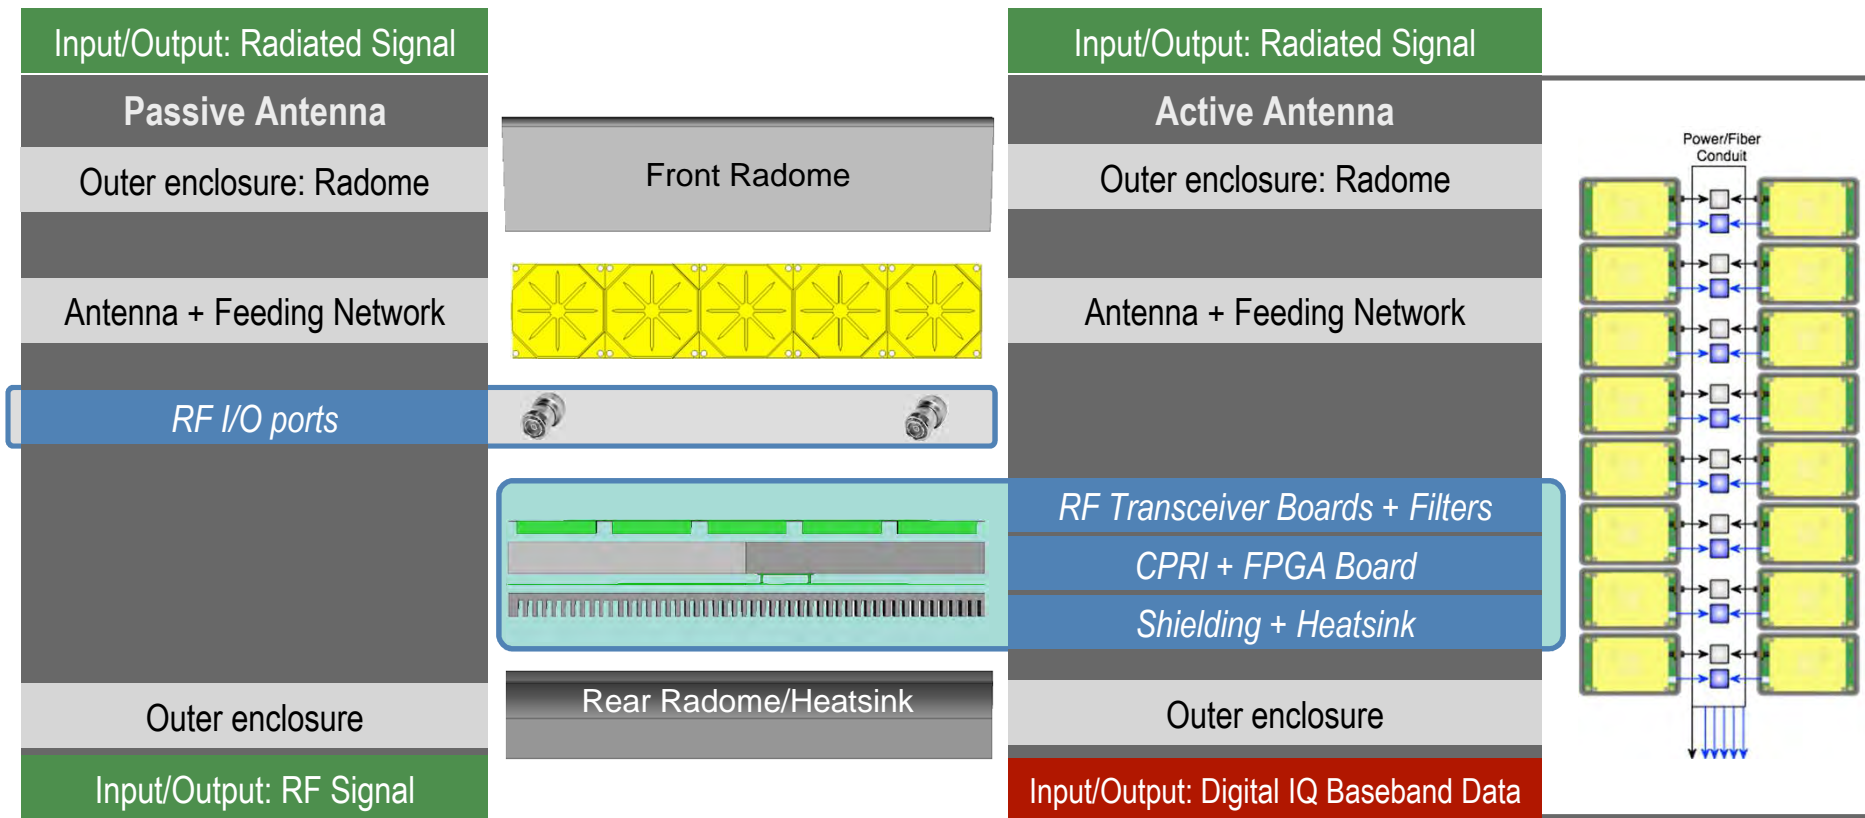 Input/Output: Radiated Signal
Passive Antenna
Outer enclosure: Radome
Antenna + Feeding Network
RF I/O ports
Outer enclosure
Input/Output: RF Signal
Front Radome
Rear Radome/Heatsink
Input/Output: Radiated Signal
Active Antenna
Outer enclosure: Radome
Antenna + Feeding Network
RF Transceiver Boards + Filters
CPRI + FPGA Board
Shielding + Heatsink
Outer enclosure
Input/Output: Digital IQ Baseband Data
Power/Fiber
Conduit